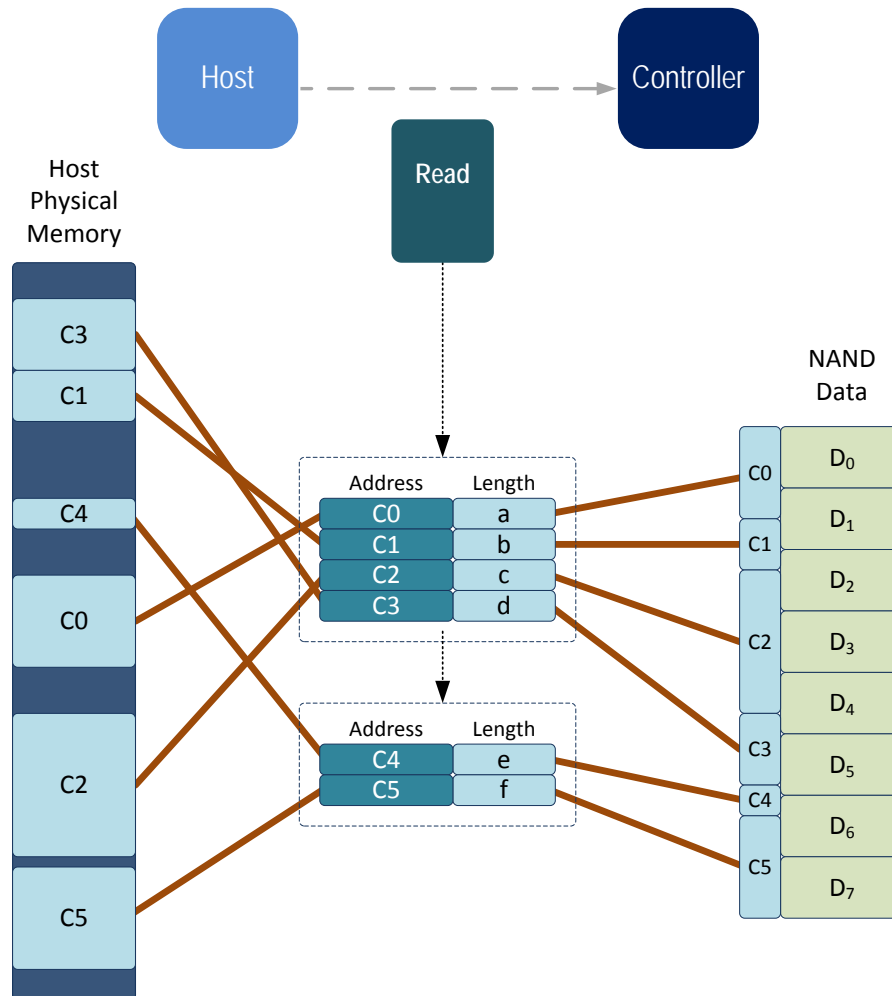 Host
Controller
Read
Host
Physical
Memory
C3
C1
C4
C0
C2
C5
Address Length
C0 a
C1 b
C2 c
C3 d
Address Length
C4 e
C5 f
NAND
Data
C0
C1
C2
C3
C4
C5
D₀
D₁
D₂
D₃
D₄
D₅
D₆
D₇